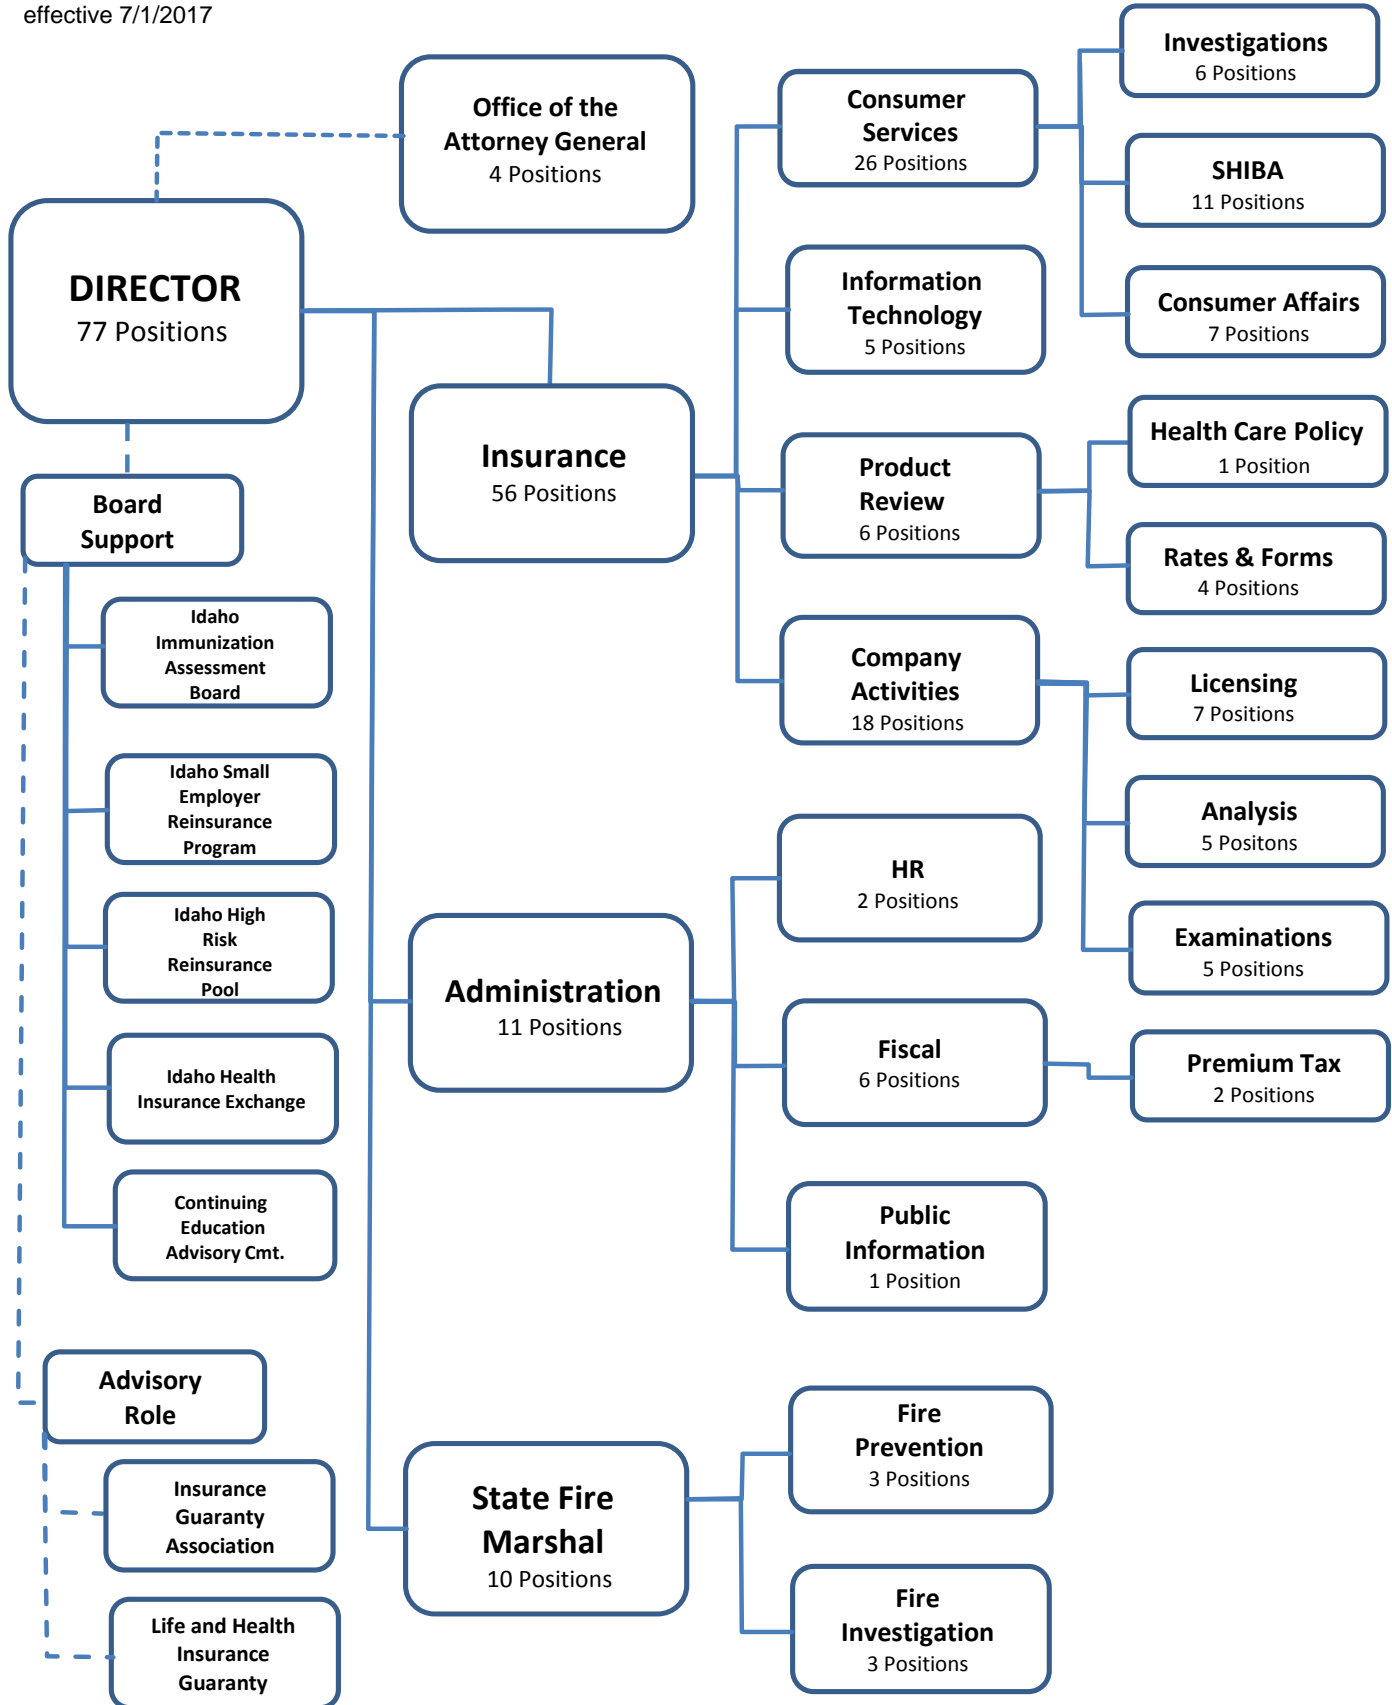 effective 7/1/2017
Office of the
Attorney General
4 Positions
DIRECTOR
77 Positions
Board
Support
Idaho
Immunization
Assessment
Board
Idaho Small
Employer
Reinsurance
Program
Idaho High
Risk
Reinsurance
Pool
Idaho Health
Insurance Exchange
Continuing
Education
Advisory Cmt.
Advisory
Role
Insurance
Guaranty
Association
Life and Health
Insurance
Guaranty
Insurance
56 Positions
Consumer
Services
26 Positions
Investigations
6 Positions
SHIBA
11 Positions
Consumer Affairs
7 Positions
Information
Technology
5 Positions
Product
Review
6 Positions
Health Care Policy
1 Position
Rates & Forms
4 Positions
Company
Activities
18 Positions
Licensing
7 Positions
Analysis
5 Positons
Examinations
5 Positions
Administration
11 Positions
HR
2 Positions
Fiscal
6 Positions
Premium Tax
2 Positions
Public
Information
1 Position
State Fire
Marshal
10 Positions
Fire
Prevention
3 Positions
Fire
Investigation
3 Positions